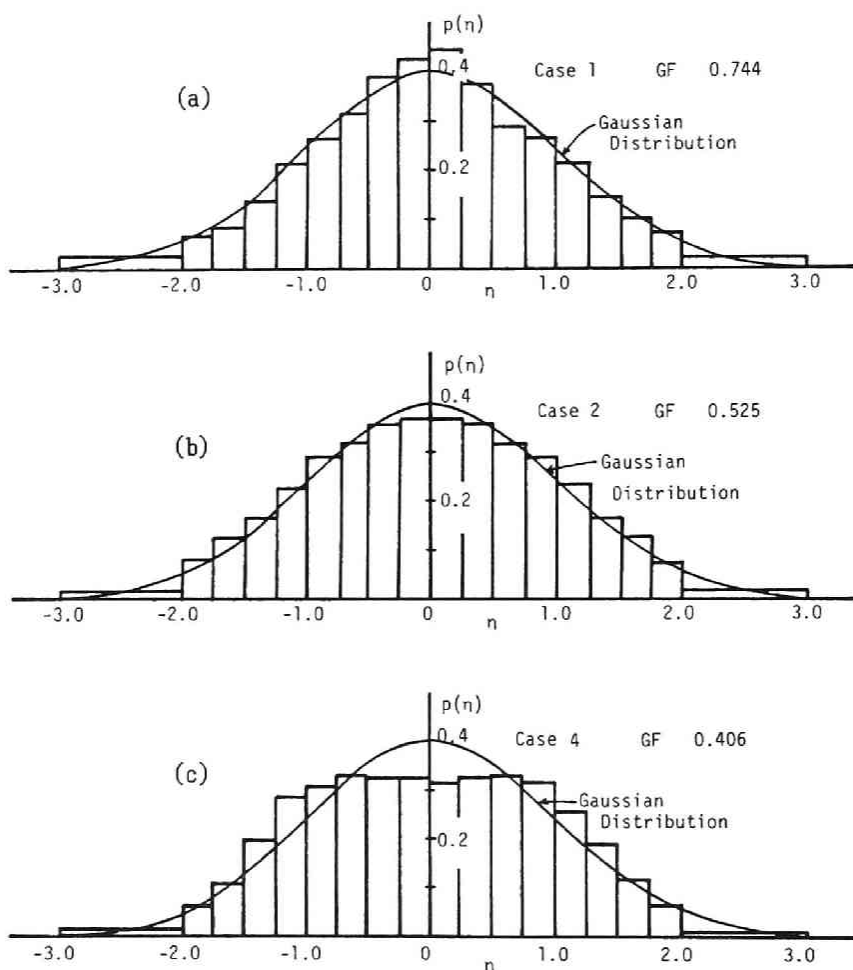 p(η)
0.4
Case 1 GF 0.744
(a)
Gaussian
Distribution
0.2
-3.0 -2.0 -1.0 0 η 1.0 2.0 3.0
p(η)
0.4
Case 2 GF 0.525
(b)
Gaussian
Distribution
0.2
-3.0 -2.0 -1.0 0 η 1.0 2.0 3.0
p(η)
0.4
Case 4 GF 0.406
(c)
Gaussian
Distribution
0.2
-3.0 -2.0 -1.0 0 η 1.0 2.0 3.0